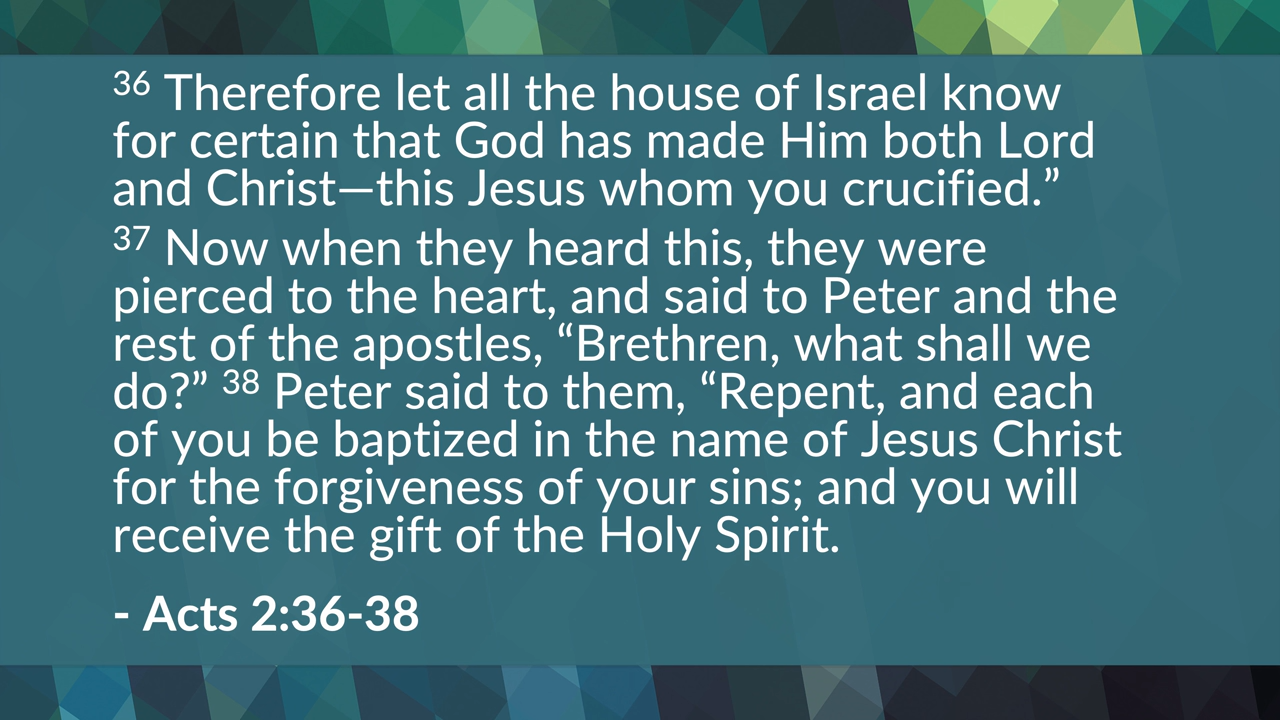 36 Therefore let all the house of Israel know
for certain that God has made Him both Lord
and Christ—this Jesus whom you crucified.”
37 Now when they heard this, they were
pierced to the heart, and said to Peter and the
rest of the apostles, “Brethren, what shall we
do?” 38 Peter said to them, “Repent, and each
of you be baptized in the name of Jesus Christ
for the forgiveness of your sins; and you will
receive the gift of the Holy Spirit.
- Acts 2:36-38